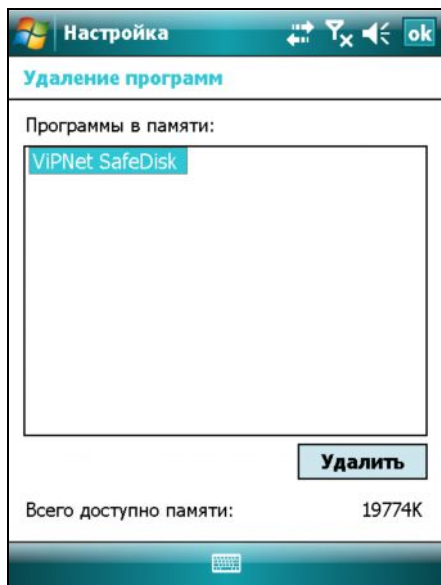 Настройка
ok
Удаление программ
Программы в памяти:
ViPNet SafeDisk
Удалить
Всего доступно памяти: 19774K